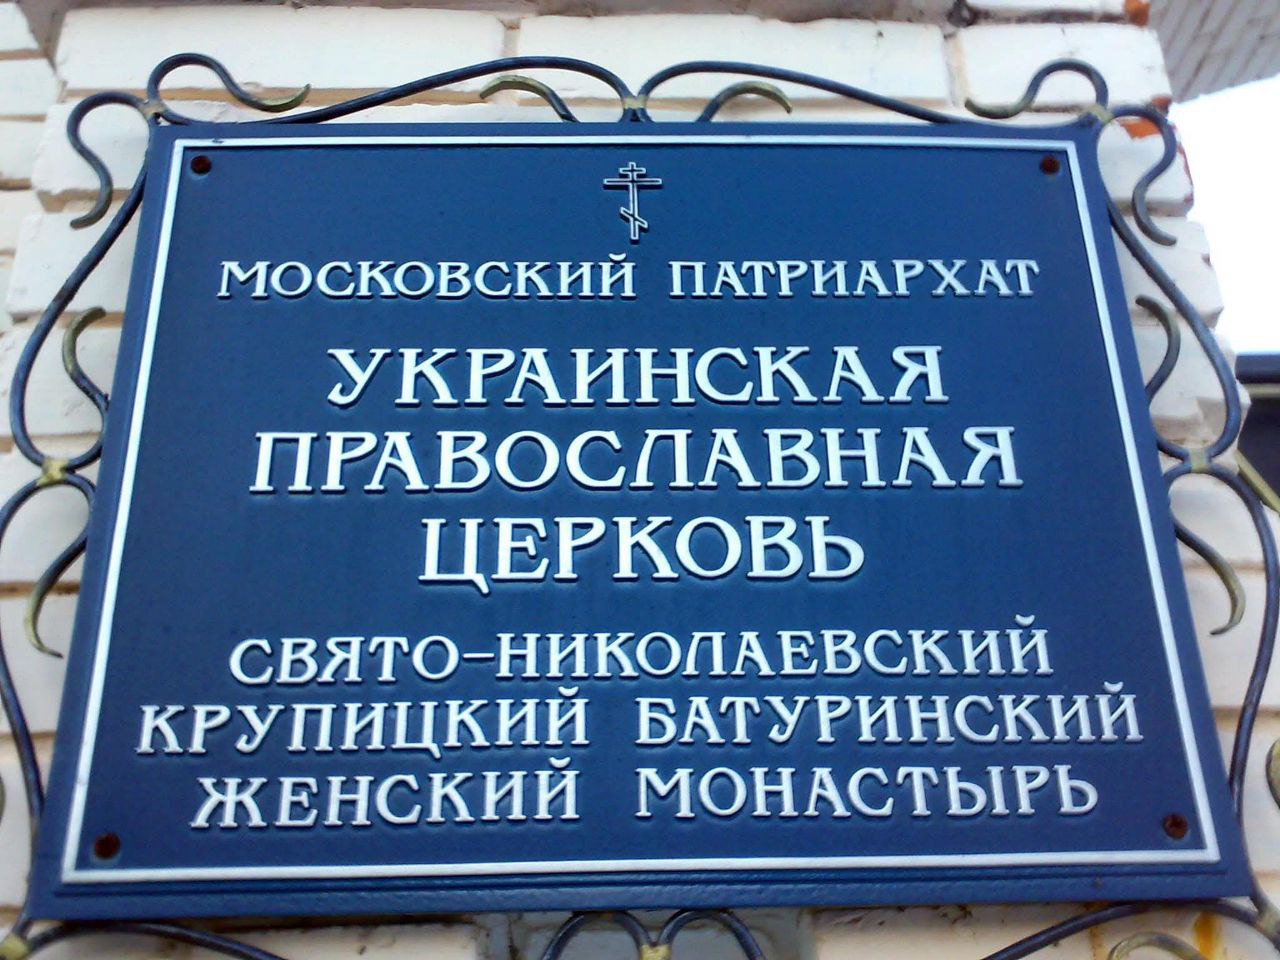 МОСКОВСКИЙ ПАТРИАРХАТ
УКРАИНСКАЯ
ПРАВОСЛАВНАЯ
ЦЕРКОВЬ
СВЯТО-НИКОЛАЕВСКИЙ
КРУПИЦКИЙ БАТУРИНСКИЙ
ЖЕНСКИЙ МОНАСТЫРЬ